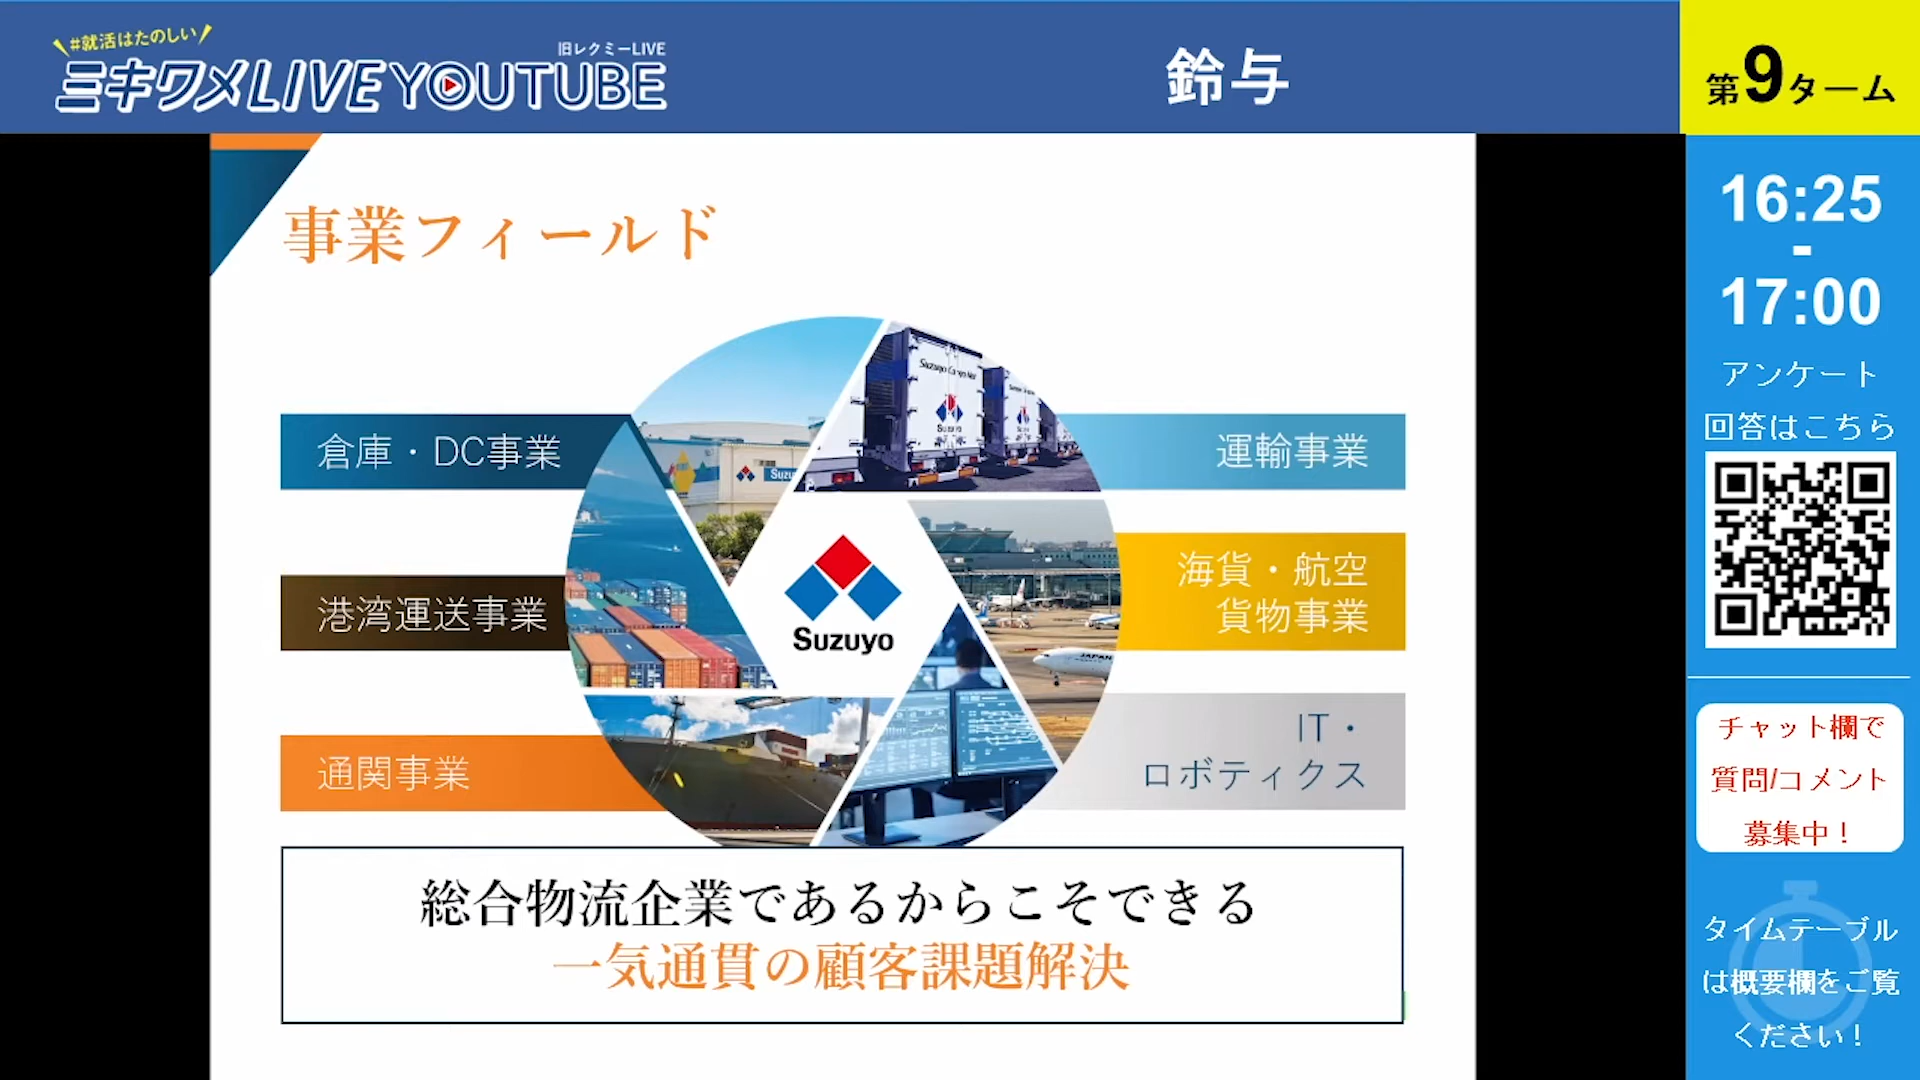 #就活はたのしい
旧レクミーLIVE
ミキワメLIVE YOUTUBE
鈴与
第9ターム
事業フィールド
倉庫・DC事業
港湾運送事業
通関事業
運輸事業
海貨・航空
貨物事業
IT・
ロボティクス
Suzuyo Cargo Net
Suzuyo
Suzuyo
JAPAN
総合物流企業であるからこそできる
一気通貫の顧客課題解決
16:25
-
17:00
アンケート
回答はこちら
チャット欄で
質問/コメント
募集中！
タイムテーブル
は概要欄をご覧
ください！